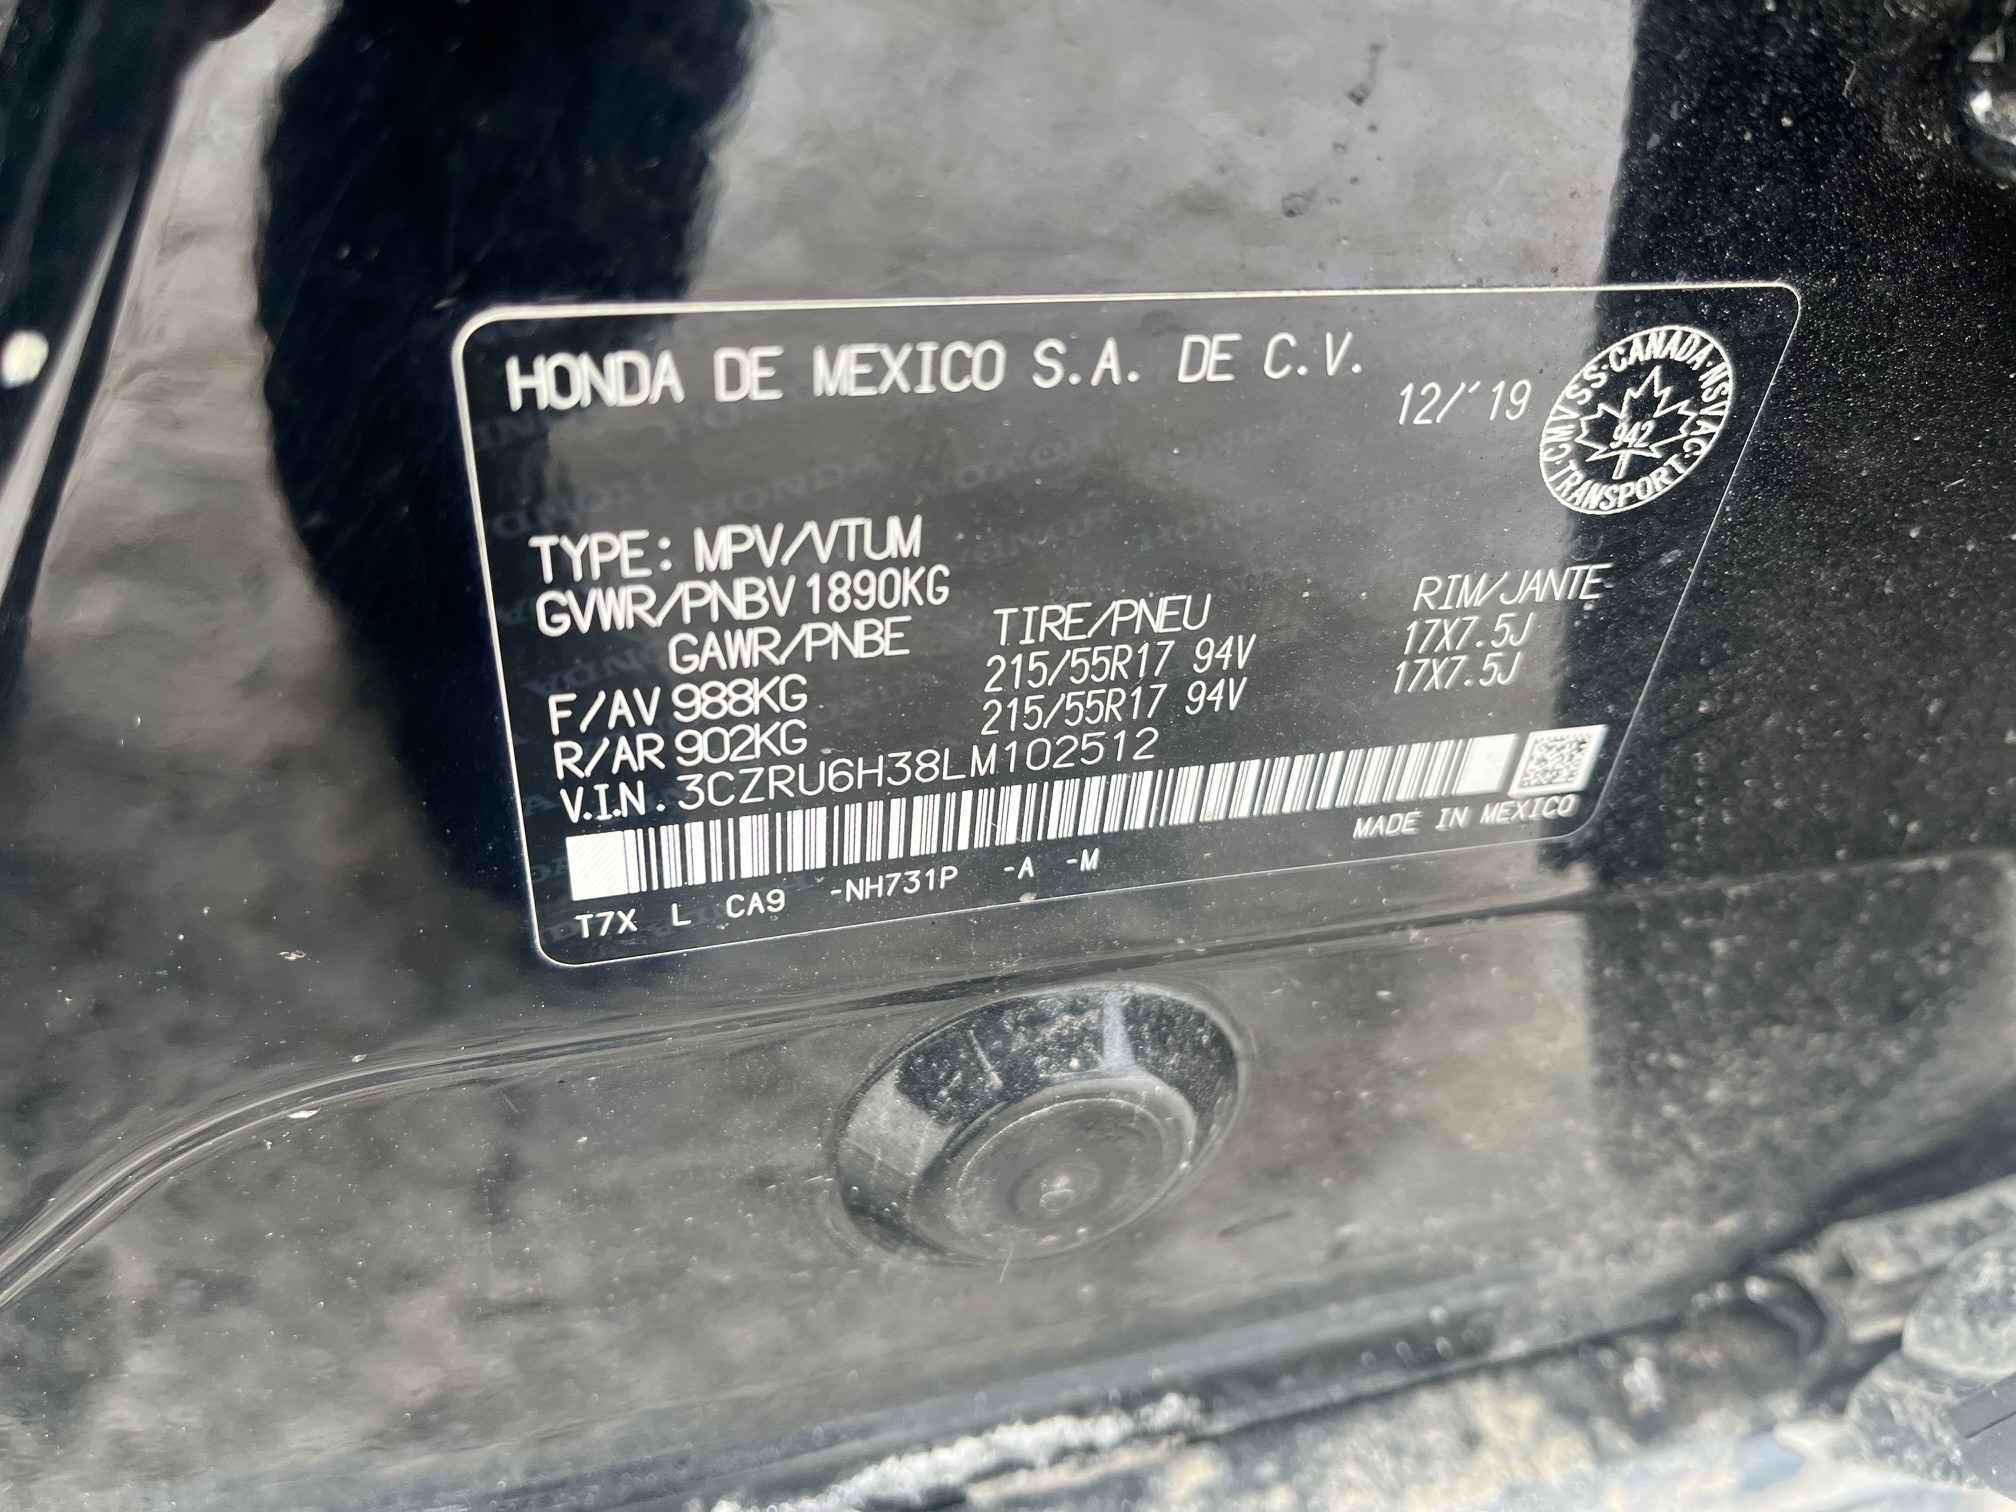 HONDA DE MEXICO S.A. DE C.V.
12/'19
CMVSS·CANADA·NSVAC·TRANSPORT
942
TYPE: MPV/VTUM
GVWR/PNBV 1890KG
GAWR/PNBE TIRE/PNEU RIM/JANTE
F/AV 988KG 215/55R17 94V 17X7.5J
R/AR 902KG 215/55R17 94V 17X7.5J
V.I.N. 3CZRU6H38LM102512
MADE IN MEXICO
T7X L CA9 -NH731P -A -M